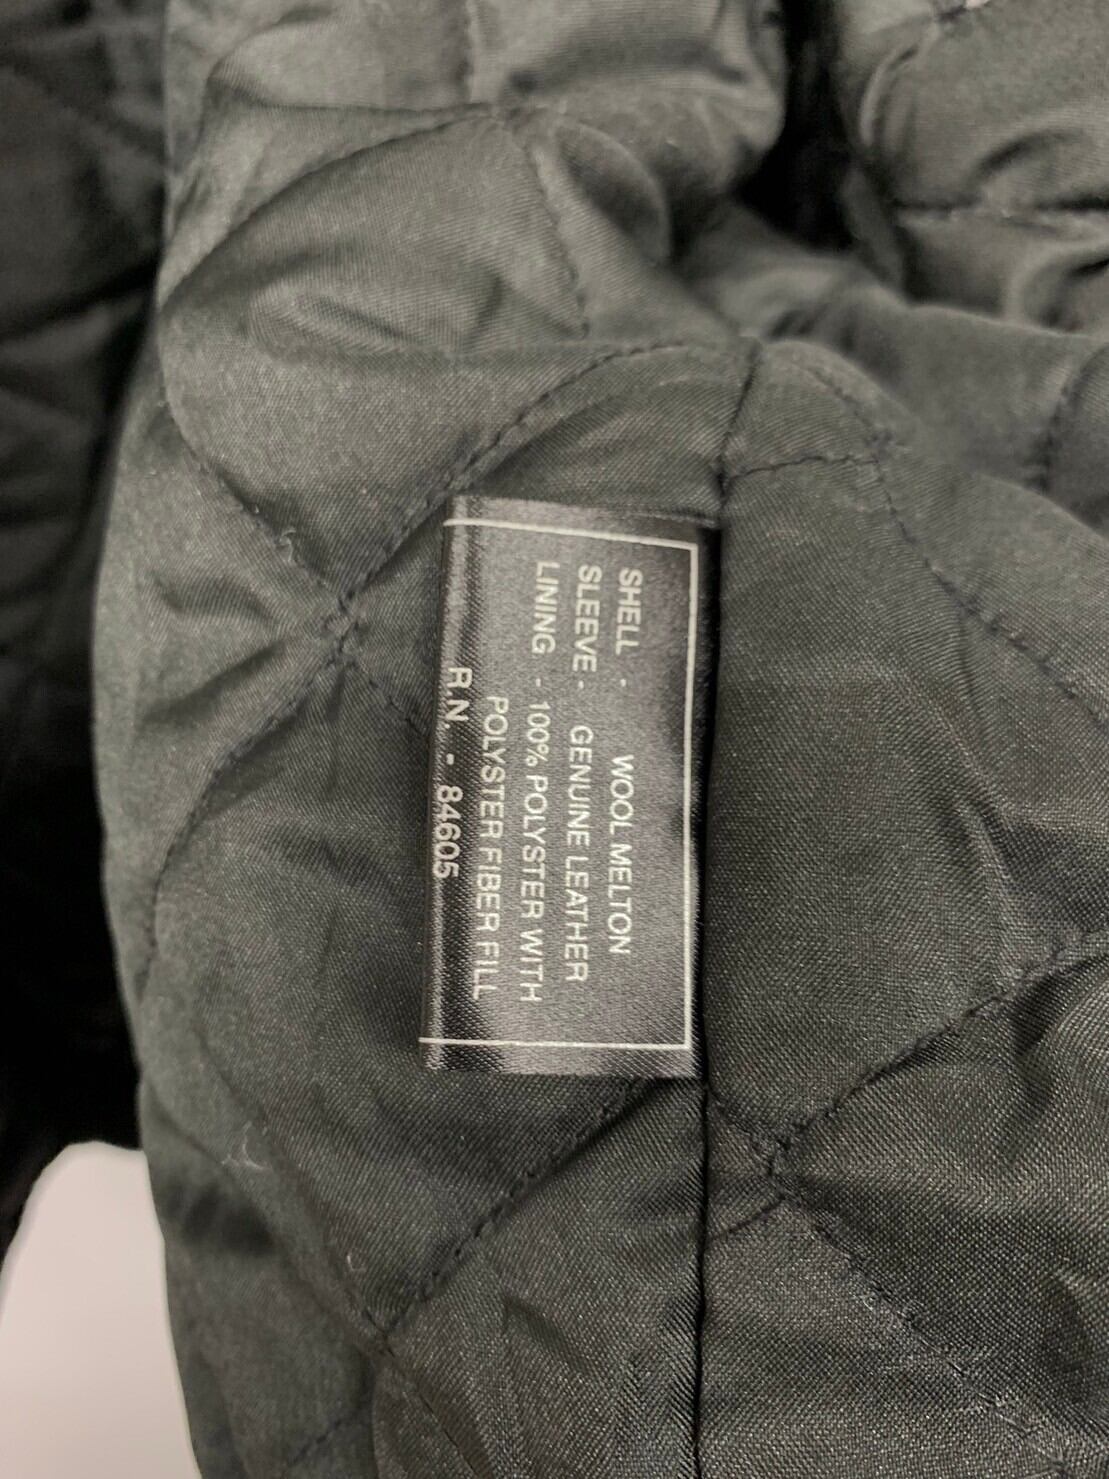 SHELL - WOOL MELTON
SLEEVE - GENUINE LEATHER
LINING - 100% POLYSTER WITH
POLYSTER FIBER FILL
R.N. - 84605